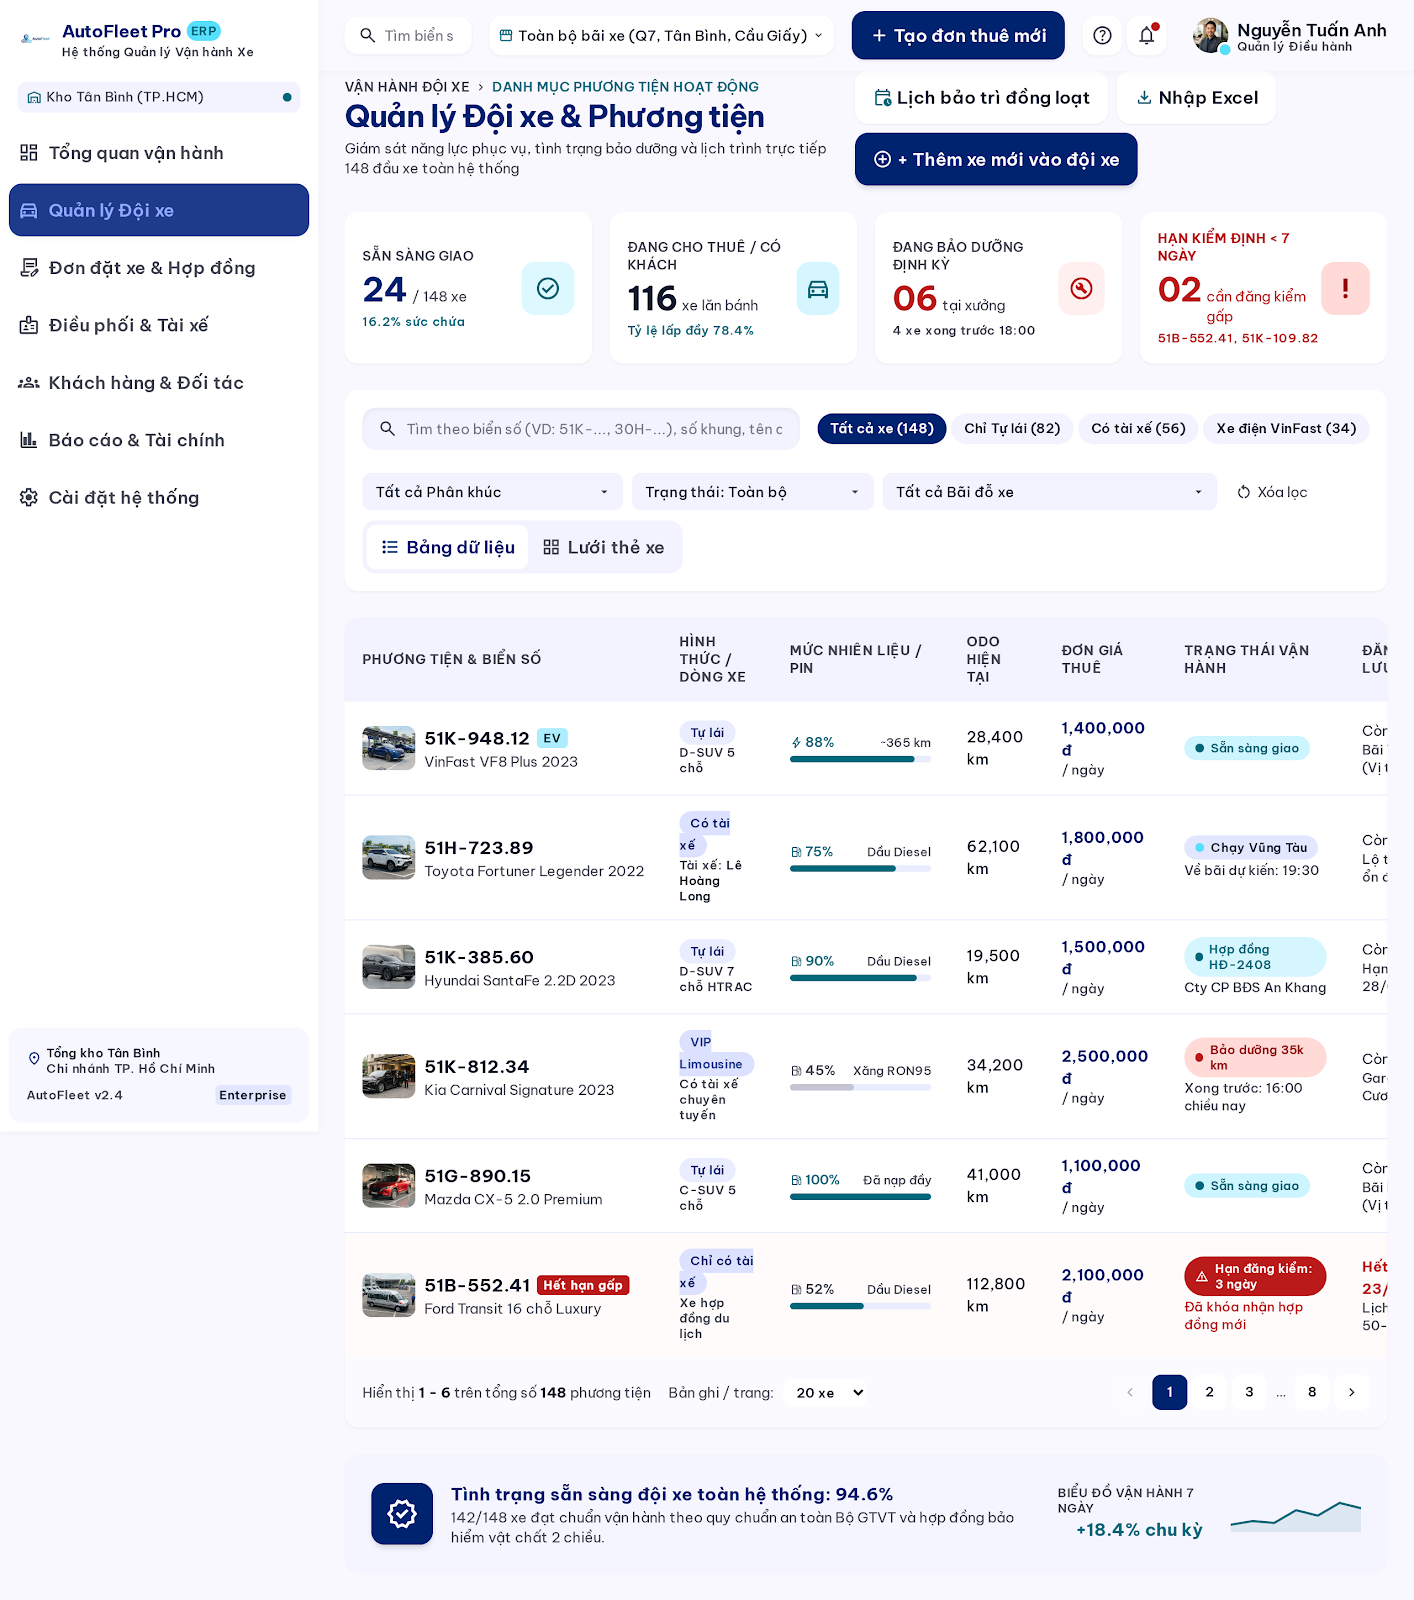 AutoFleet Pro ERP
Hệ thống Quản lý Vận hành Xe
Kho Tân Bình (TP.HCM)
Tổng quan vận hành
Quản lý Đội xe
Đơn đặt xe & Hợp đồng
Điều phối & Tài xế
Khách hàng & Đối tác
Báo cáo & Tài chính
Cài đặt hệ thống
Tổng kho Tân Bình
Chi nhánh TP. Hồ Chí Minh
AutoFleet v2.4 Enterprise
Tìm biển s
Toàn bộ bãi xe (Q7, Tân Bình, Cầu Giấy)
Tạo đơn thuê mới
Nguyễn Tuấn Anh
Quản lý Điều hành
VẬN HÀNH ĐỘI XE › DANH MỤC PHƯƠNG TIỆN HOẠT ĐỘNG
Quản lý Đội xe & Phương tiện
Giám sát năng lực phục vụ, tình trạng bảo dưỡng và lịch trình trực tiếp
148 đầu xe toàn hệ thống
Lịch bảo trì đồng loạt
Nhập Excel
+ Thêm xe mới vào đội xe
SẴN SÀNG GIAO
24 / 148 xe
16.2% sức chứa
ĐANG CHO THUÊ / CÓ
KHÁCH
116 xe lăn bánh
Tỷ lệ lấp đầy 78.4%
ĐANG BẢO DƯỠNG
ĐỊNH KỲ
06 tại xưởng
4 xe xong trước 18:00
HẠN KIỂM ĐỊNH < 7
NGÀY
02 cần đăng kiểm
gấp
51B-552.41, 51K-109.82
Tìm theo biển số (VD: 51K-..., 30H-...), số khung, tên c
Tất cả xe (148)
Chỉ Tự lái (82)
Có tài xế (56)
Xe điện VinFast (34)
Tất cả Phân khúc
Trạng thái: Toàn bộ
Tất cả Bãi đỗ xe
Xóa lọc
Bảng dữ liệu
Lưới thẻ xe
PHƯƠNG TIỆN & BIỂN SỐ
HÌNH
THỨC /
DÒNG XE
MỨC NHIÊN LIỆU /
PIN
ODO
HIỆN
TẠI
ĐƠN GIÁ
THUÊ
TRẠNG THÁI VẬN
HÀNH
51K-948.12 EV
VinFast VF8 Plus 2023
Tự lái
D-SUV 5
chỗ
88% ~365 km
28,400
km
1,400,000
đ
/ ngày
Sẵn sàng giao
Còn
Bãi
(Vị t
51H-723.89
Toyota Fortuner Legender 2022
Có tài
xế
Tài xế: Lê
Hoàng
Long
75% Dầu Diesel
62,100
km
1,800,000
đ
/ ngày
Chạy Vũng Tàu
Về bãi dự kiến: 19:30
Còn
Lộ t
51K-385.60
Hyundai SantaFe 2.2D 2023
Tự lái
D-SUV 7
chỗ HTRAC
90% Dầu Diesel
19,500
km
1,500,000
đ
/ ngày
Hợp đồng
HĐ-2408
Cty CP BĐS An Khang
Còn
Hạn
28/
51K-812.34
Kia Carnival Signature 2023
VIP
Limousine
Có tài xế
chuyên
tuyến
45% Xăng RON95
34,200
km
2,500,000
đ
/ ngày
Bảo dưỡng 35k
km
Xong trước: 16:00
chiều nay
Còn
51G-890.15
Mazda CX-5 2.0 Premium
Tự lái
C-SUV 5
chỗ
100% Đã nạp đầy
41,000
km
1,100,000
đ
/ ngày
Sẵn sàng giao
Còn
Bãi
(Vị t
51B-552.41 Hết hạn gấp
Ford Transit 16 chỗ Luxury
Chỉ có tài
xế
Xe hợp
đồng du
lịch
52% Dầu Diesel
112,800
km
2,100,000
đ
/ ngày
Hạn đăng kiểm:
3 ngày
Đã khóa nhận hợp
đồng mới
Hết
23/
Lịch
50-
Hiển thị 1 - 6 trên tổng số 148 phương tiện
Bản ghi / trang: 20 xe
1 2 3 ... 8
Tình trạng sẵn sàng đội xe toàn hệ thống: 94.6%
142/148 xe đạt chuẩn vận hành theo quy chuẩn an toàn Bộ GTVT và hợp đồng bảo
hiểm vật chất 2 chiều.
BIỂU ĐỒ VẬN HÀNH 7
NGÀY
+18.4% chu kỳ